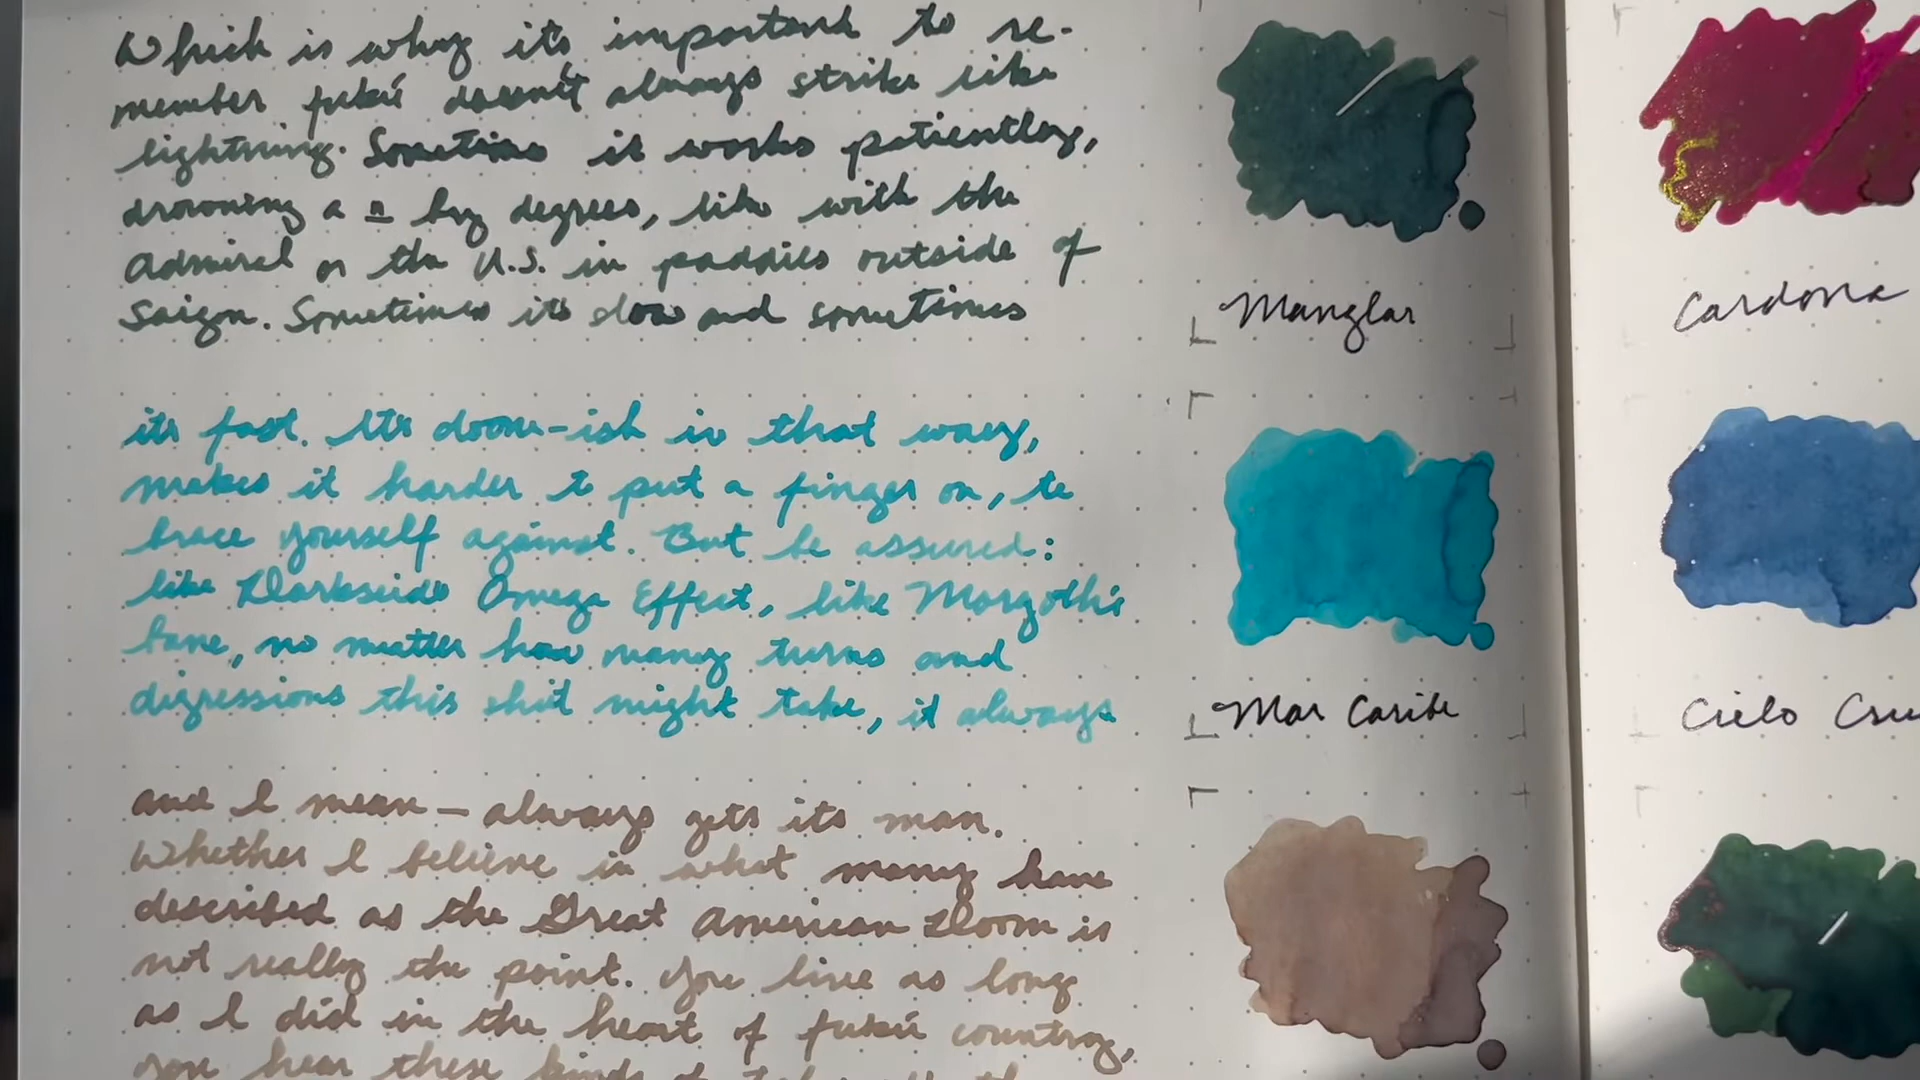 Which is why it's important to re-
member fukú doesn't always strike like
lightning. Sometimes it works patiently,
drowning a n by degrees, like with the
Admiral or the U.S. in paddies outside of
Saigon. Sometimes it's slow and sometimes
its fast. It's doom-ish in that way,
makes it harder to put a finger on, to
brace yourself against. But be assured:
like Darkseid's Omega Effect, like Morgoth's
bane, no matter how many turns and
digressions this shit might take, it always
and I mean – always gets its man.
Whether I believe in what many have
described as the Great American Doom is
not really the point. You live as long
as I did in the heart of fukú country,
you hear these kinds of
Manglar
Mar Caribe
Cardona
Cielo